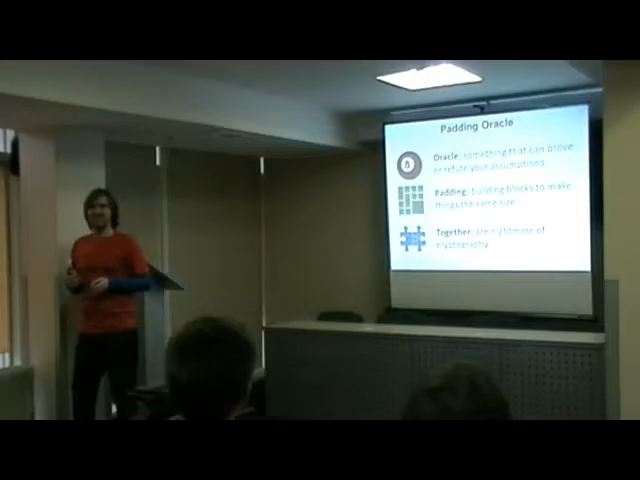 Padding Oracle
Oracle: something that can prove
or refute your assumptions.
Padding: building blocks to make
things the same size
Together: are nightmare of
cryptography
8